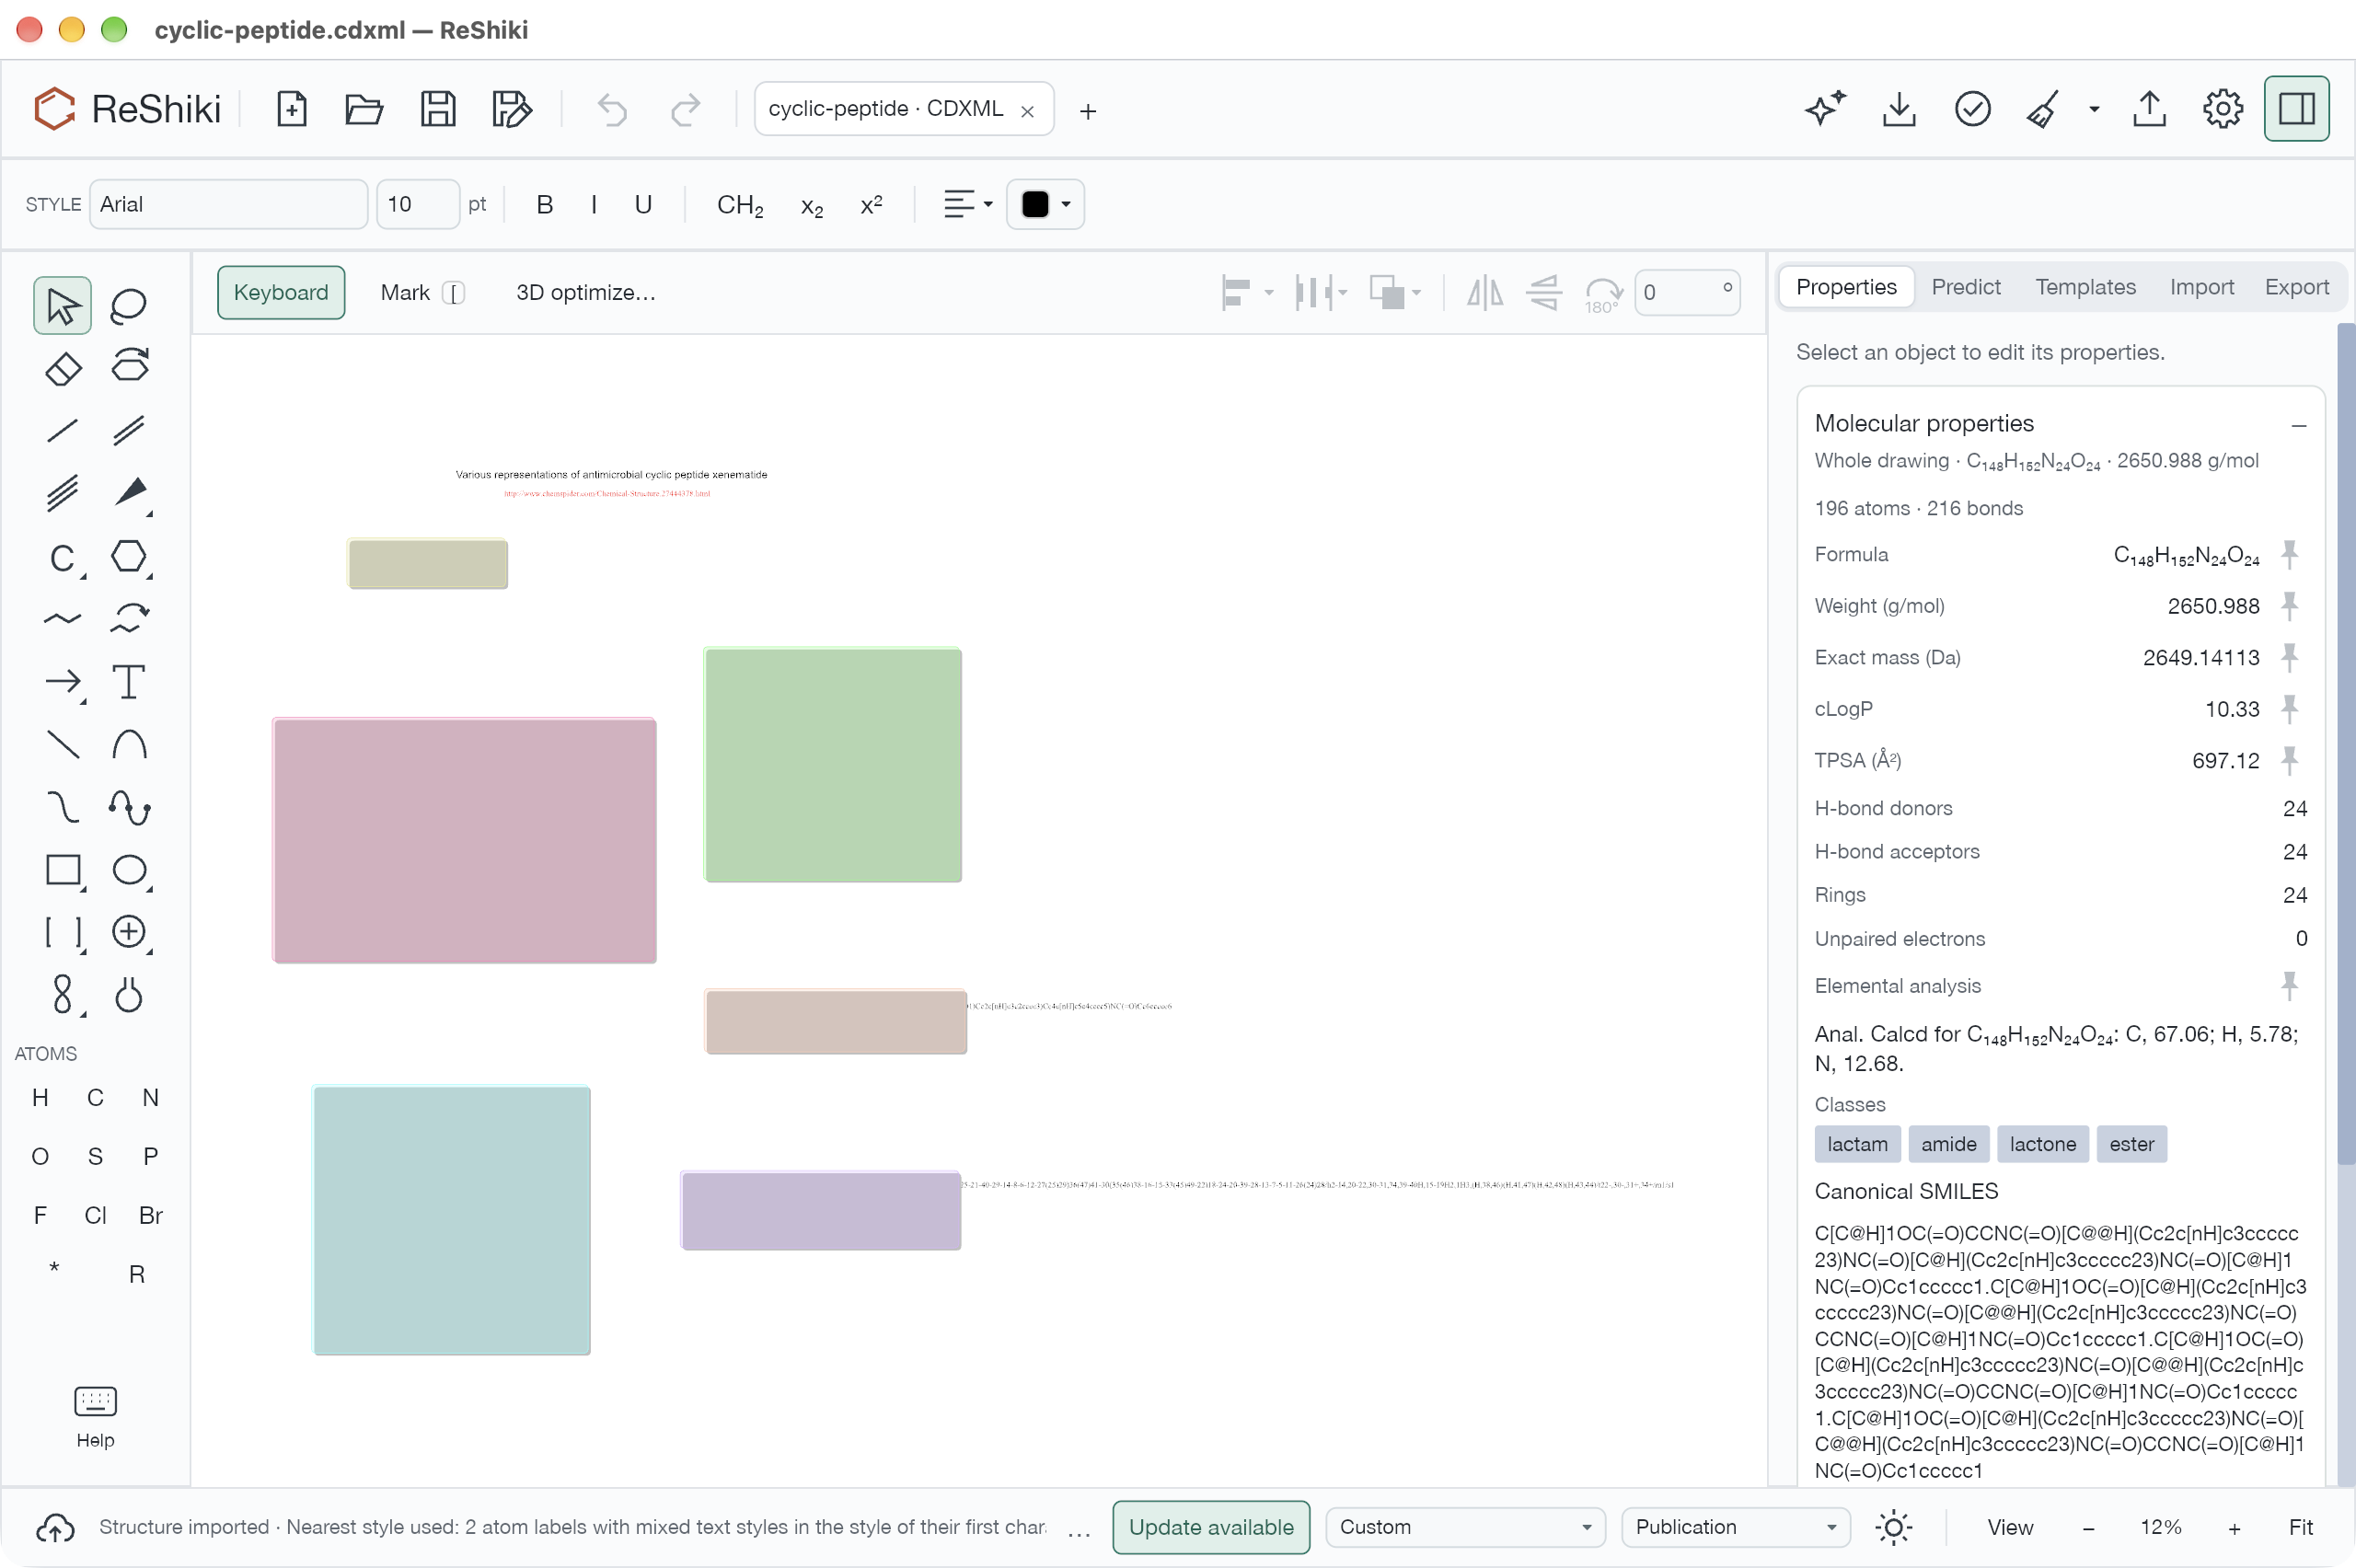 cyclic-peptide.cdxml — ReShiki
ReShiki
cyclic-peptide · CDXML ×
+
STYLE Arial 10 pt B I U CH₂ x₂ x²
Keyboard Mark [ 3D optimize...
180° 0 °
Properties Predict Templates Import Export
Select an object to edit its properties.
Molecular properties –
Whole drawing · C₁₄₈H₁₅₂N₂₄O₂₄ · 2650.988 g/mol
196 atoms · 216 bonds
Formula C₁₄₈H₁₅₂N₂₄O₂₄
Weight (g/mol) 2650.988
Exact mass (Da) 2649.14113
cLogP 10.33
TPSA (Å²) 697.12
H-bond donors 24
H-bond acceptors 24
Rings 24
Unpaired electrons 0
Elemental analysis
Anal. Calcd for C₁₄₈H₁₅₂N₂₄O₂₄: C, 67.06; H, 5.78;
N, 12.68.
Classes
lactam amide lactone ester
Canonical SMILES
C[C@H]1OC(=O)CCNC(=O)[C@@H](Cc2c[nH]c3ccccc
23)NC(=O)[C@H](Cc2c[nH]c3ccccc23)NC(=O)[C@H]1
NC(=O)Cc1ccccc1.C[C@H]1OC(=O)[C@H](Cc2c[nH]c3
ccccc23)NC(=O)[C@@H](Cc2c[nH]c3ccccc23)NC(=O)
CCNC(=O)[C@H]1NC(=O)Cc1ccccc1.C[C@H]1OC(=O)
[C@H](Cc2c[nH]c3ccccc23)NC(=O)[C@@H](Cc2c[nH]c
3ccccc23)NC(=O)CCNC(=O)[C@H]1NC(=O)Cc1ccccc
1.C[C@H]1OC(=O)[C@H](Cc2c[nH]c3ccccc23)NC(=O)[
C@@H](Cc2c[nH]c3ccccc23)NC(=O)CCNC(=O)[C@H]1
NC(=O)Cc1ccccc1
Various representations of antimicrobial cyclic peptide xenematide
C
T
[ ]
ATOMS
H C N
O S P
F Cl Br
* R
Help
Structure imported · Nearest style used: 2 atom labels with mixed text styles in the style of their first char. ...
Update available
Custom
Publication
View – 12% + Fit